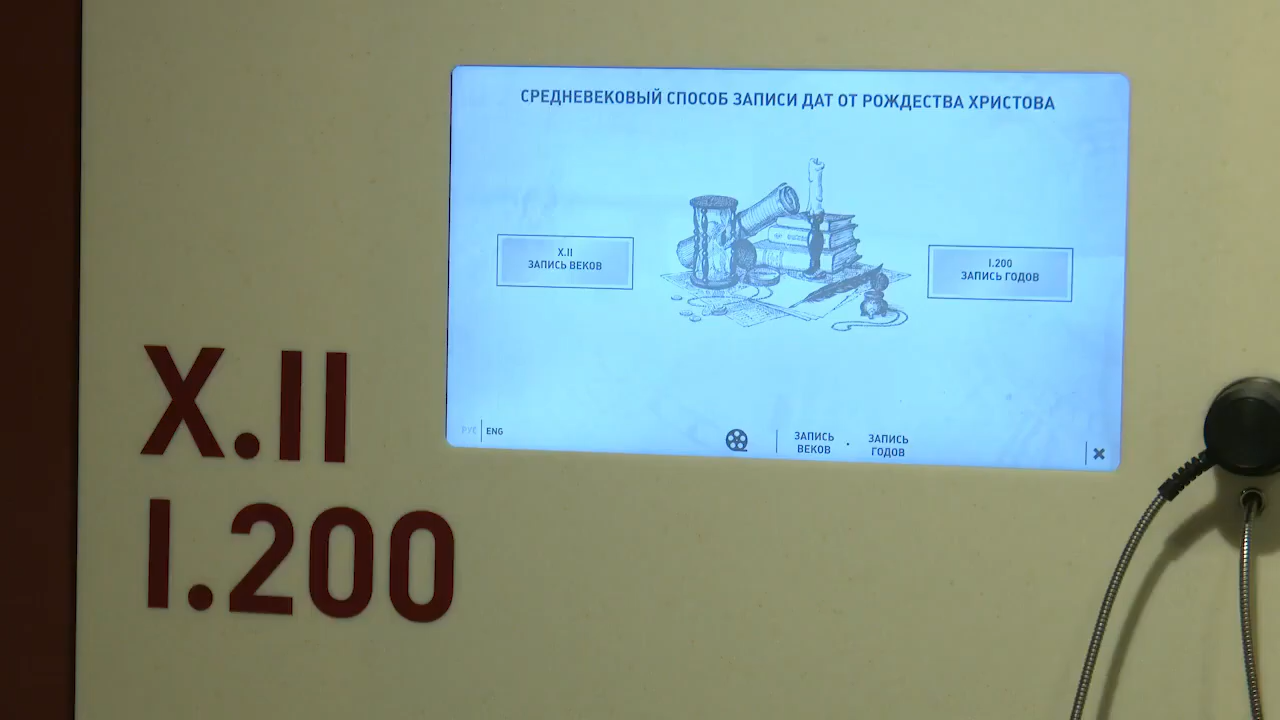 СРЕДНЕВЕКОВЫЙ СПОСОБ ЗАПИСИ ДАТ ОТ РОЖДЕСТВА ХРИСТОВА
X.II
ЗАПИСЬ ВЕКОВ
I.200
ЗАПИСЬ ГОДОВ
РУС ENG
ЗАПИСЬ
ВЕКОВ
·
ЗАПИСЬ
ГОДОВ
X.II
I.200